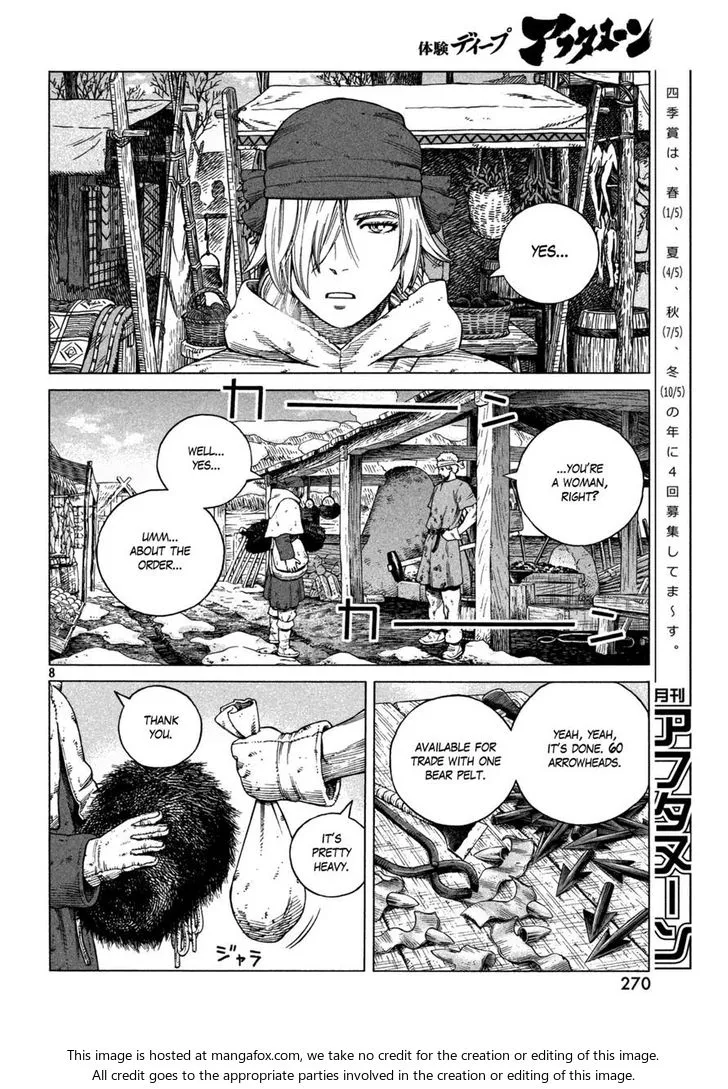 体験ディープ アフタヌーン
YES...
四季賞は、春(1/5)、夏(4/5)、秋(7/5)、冬(10/5)の年に4回募集してま〜す。
カーン
...YOU'RE
A WOMAN,
RIGHT?
WELL...
YES...
UMM...
ABOUT THE
ORDER...
カーン
8
YEAH, YEAH,
IT'S DONE. 60
ARROWHEADS.
AVAILABLE FOR
TRADE WITH ONE
BEAR PELT.
THANK
YOU.
IT'S
PRETTY
HEAVY.
ジャラ
月刊アフタヌーン
270
This image is hosted at mangafox.com, we take no credit for the creation or editing of this image.
All credit goes to the appropriate parties involved in the creation or editing of this image.